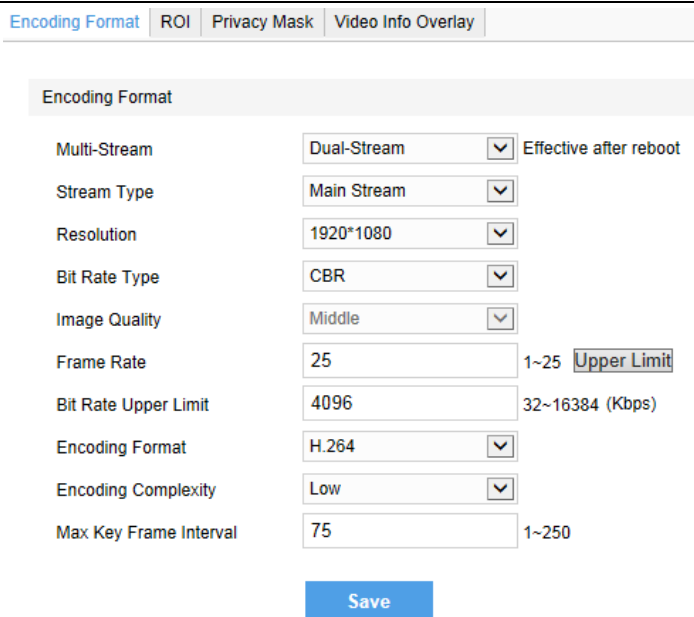 Encoding Format ROI Privacy Mask Video Info Overlay
Encoding Format
Multi-Stream Dual-Stream Effective after reboot
Stream Type Main Stream
Resolution 1920*1080
Bit Rate Type CBR
Image Quality Middle
Frame Rate 25 1~25 Upper Limit
Bit Rate Upper Limit 4096 32~16384 (Kbps)
Encoding Format H.264
Encoding Complexity Low
Max Key Frame Interval 75 1~250
Save